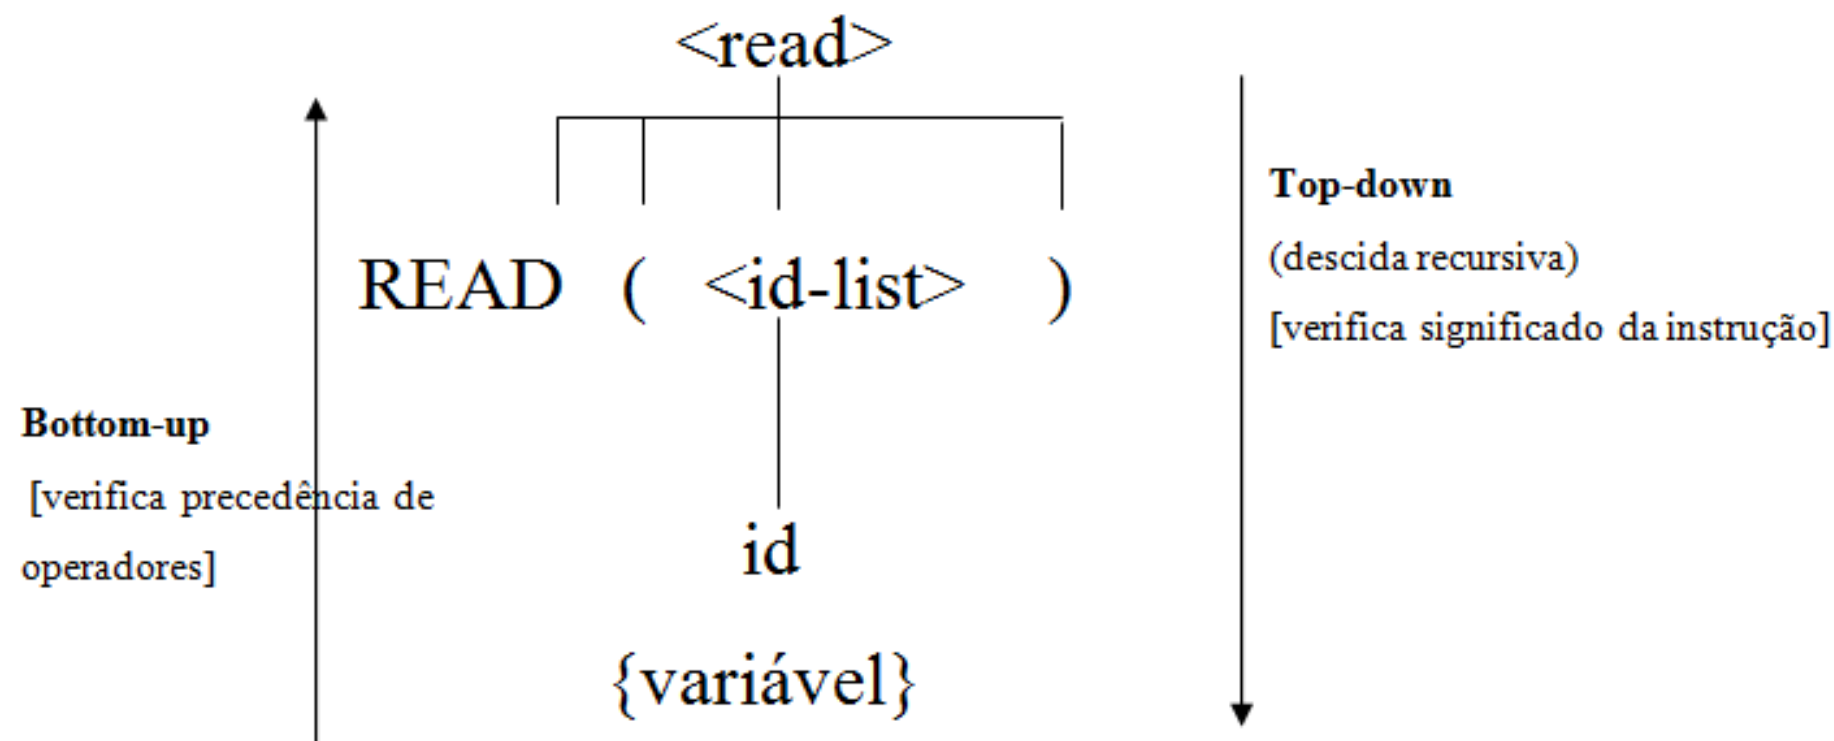 <read>
READ ( <id-list> )
id
{variável}
Bottom-up
[verifica precedência de
operadores]
Top-down
(descida recursiva)
[verifica significado da instrução]